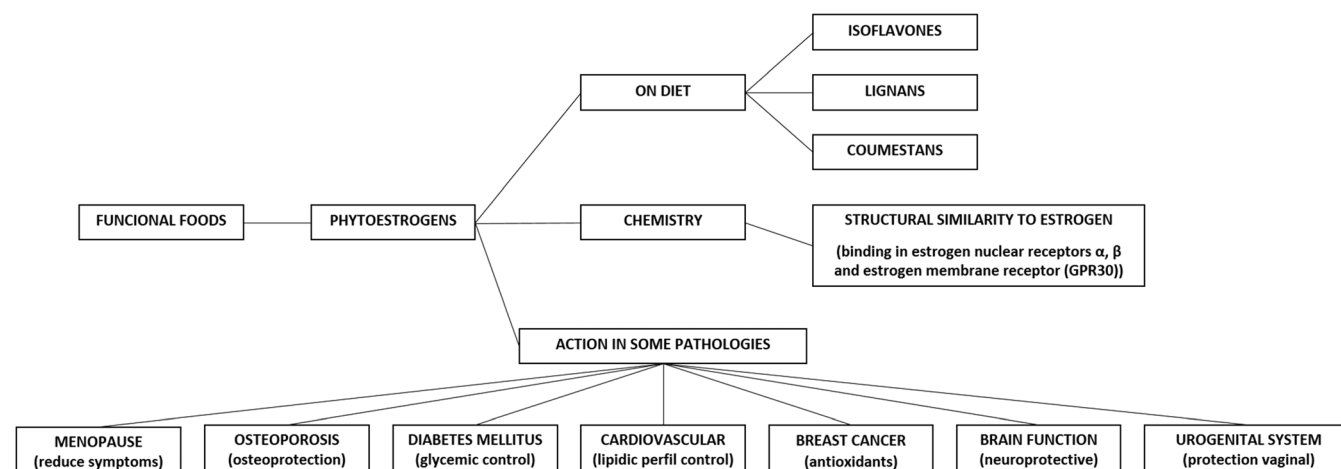 ISOFLAVONES
ON DIET
LIGNANS
COUMESTANS
FUNCIONAL FOODS
PHYTOESTROGENS
CHEMISTRY
STRUCTURAL SIMILARITY TO ESTROGEN
(binding in estrogen nuclear receptors α, β
and estrogen membrane receptor (GPR30))
ACTION IN SOME PATHOLOGIES
MENOPAUSE
(reduce symptoms)
OSTEOPOROSIS
(osteoprotection)
DIABETES MELLITUS
(glycemic control)
CARDIOVASCULAR
(lipidic perfil control)
BREAST CANCER
(antioxidants)
BRAIN FUNCTION
(neuroprotective)
UROGENITAL SYSTEM
(protection vaginal)